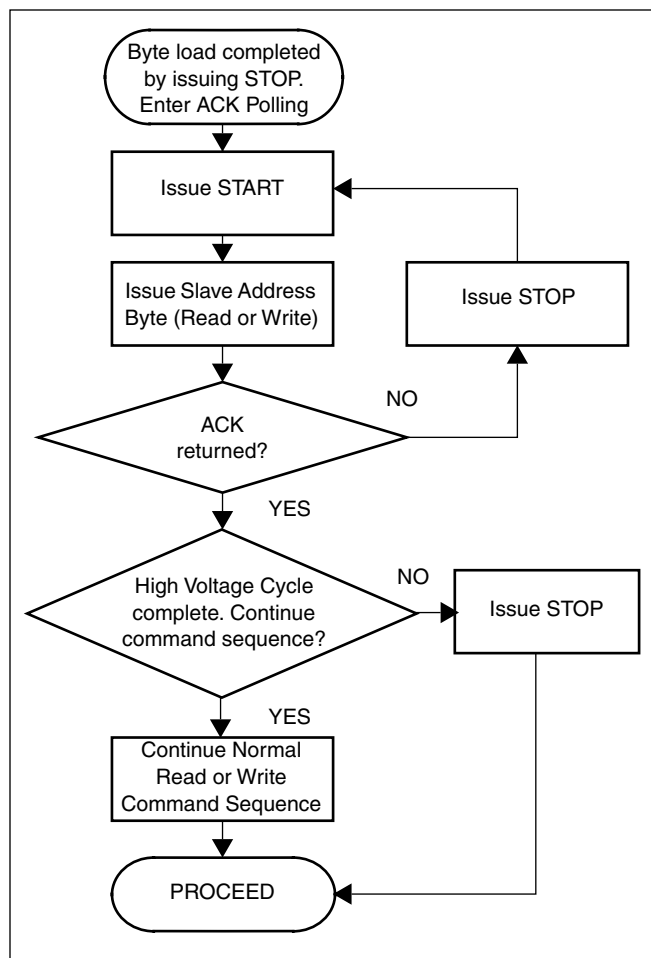 Byte load completed
by issuing STOP.
Enter ACK Polling
Issue START
Issue Slave Address
Byte (Read or Write)
Issue STOP
ACK
returned?
NO
YES
High Voltage Cycle
complete. Continue
command sequence?
NO
Issue STOP
YES
Continue Normal
Read or Write
Command Sequence
PROCEED